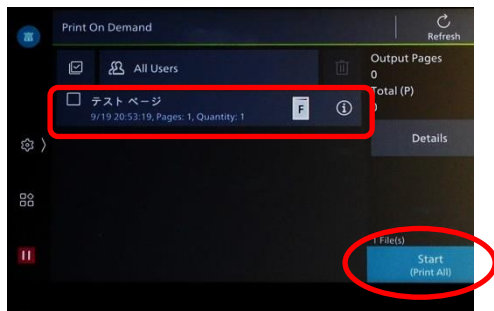 Print On Demand
Refresh
All Users
Output Pages
0
Total (P)
0
テスト ページ
9/19 20:53:19, Pages: 1, Quantity: 1
F
Details
1 File(s)
Start
(Print All)